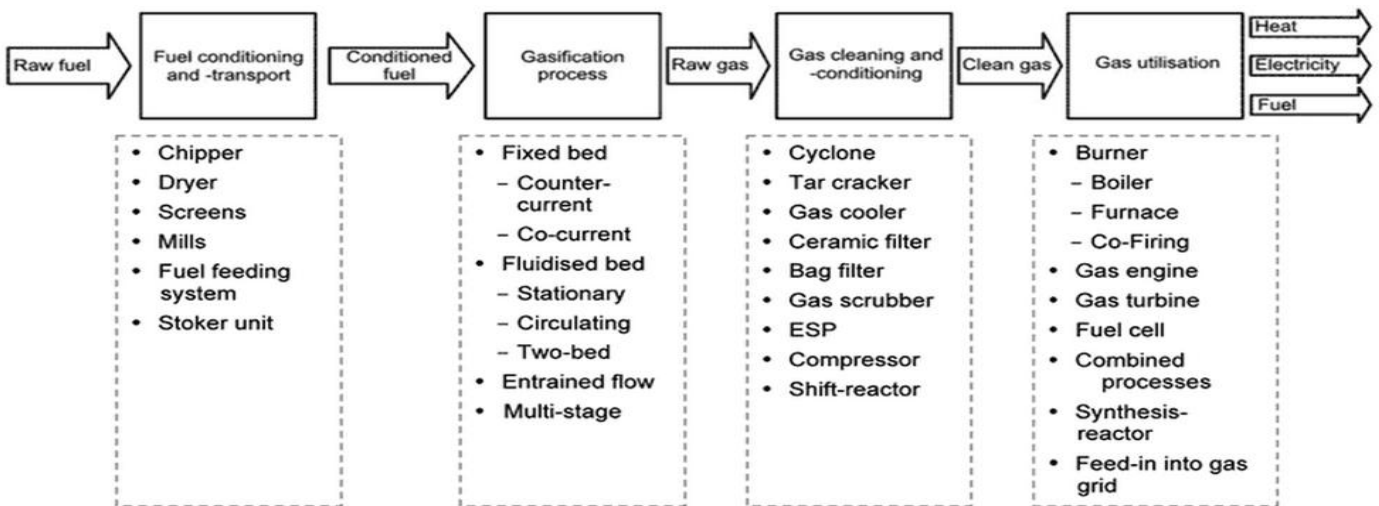 Raw fuel
Fuel conditioning
and -transport
Conditioned
fuel
Gasification
process
Raw gas
Gas cleaning and
-conditioning
Clean gas
Gas utilisation
Heat
Electricity
Fuel
• Chipper
• Dryer
• Screens
• Mills
• Fuel feeding
system
• Stoker unit
• Fixed bed
– Counter-
current
– Co-current
• Fluidised bed
– Stationary
– Circulating
– Two-bed
• Entrained flow
• Multi-stage
• Cyclone
• Tar cracker
• Gas cooler
• Ceramic filter
• Bag filter
• Gas scrubber
• ESP
• Compressor
• Shift-reactor
• Burner
– Boiler
– Furnace
– Co-Firing
• Gas engine
• Gas turbine
• Fuel cell
• Combined
processes
• Synthesis-
reactor
• Feed-in into gas
grid